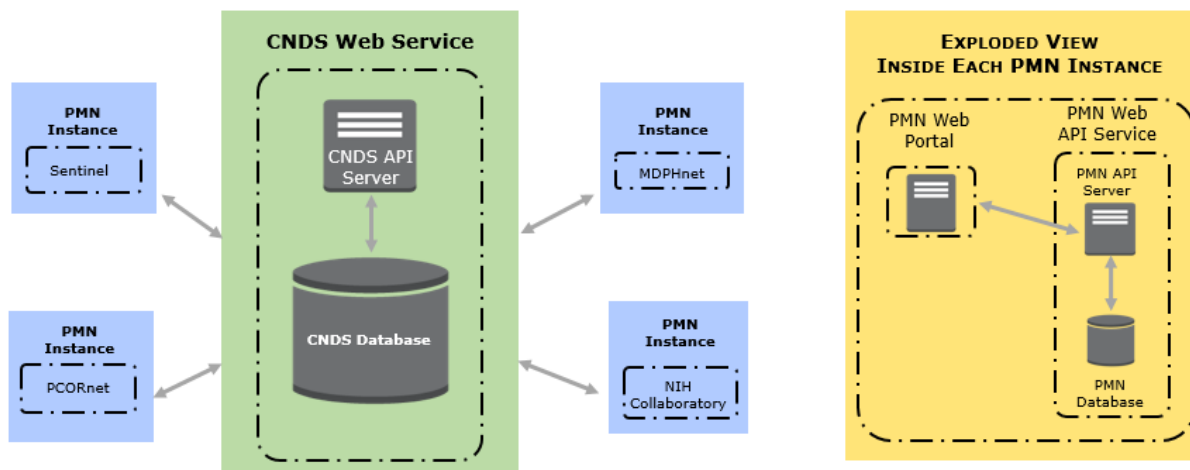 CNDS Web Service
CNDS API
Server
CNDS Database
PMN
Instance
Sentinel
PMN
Instance
PCORnet
PMN
Instance
MDPHnet
PMN
Instance
NIH
Collaboratory
EXPLODED VIEW
INSIDE EACH PMN INSTANCE
PMN Web
Portal
PMN Web
API Service
PMN API
Server
PMN
Database